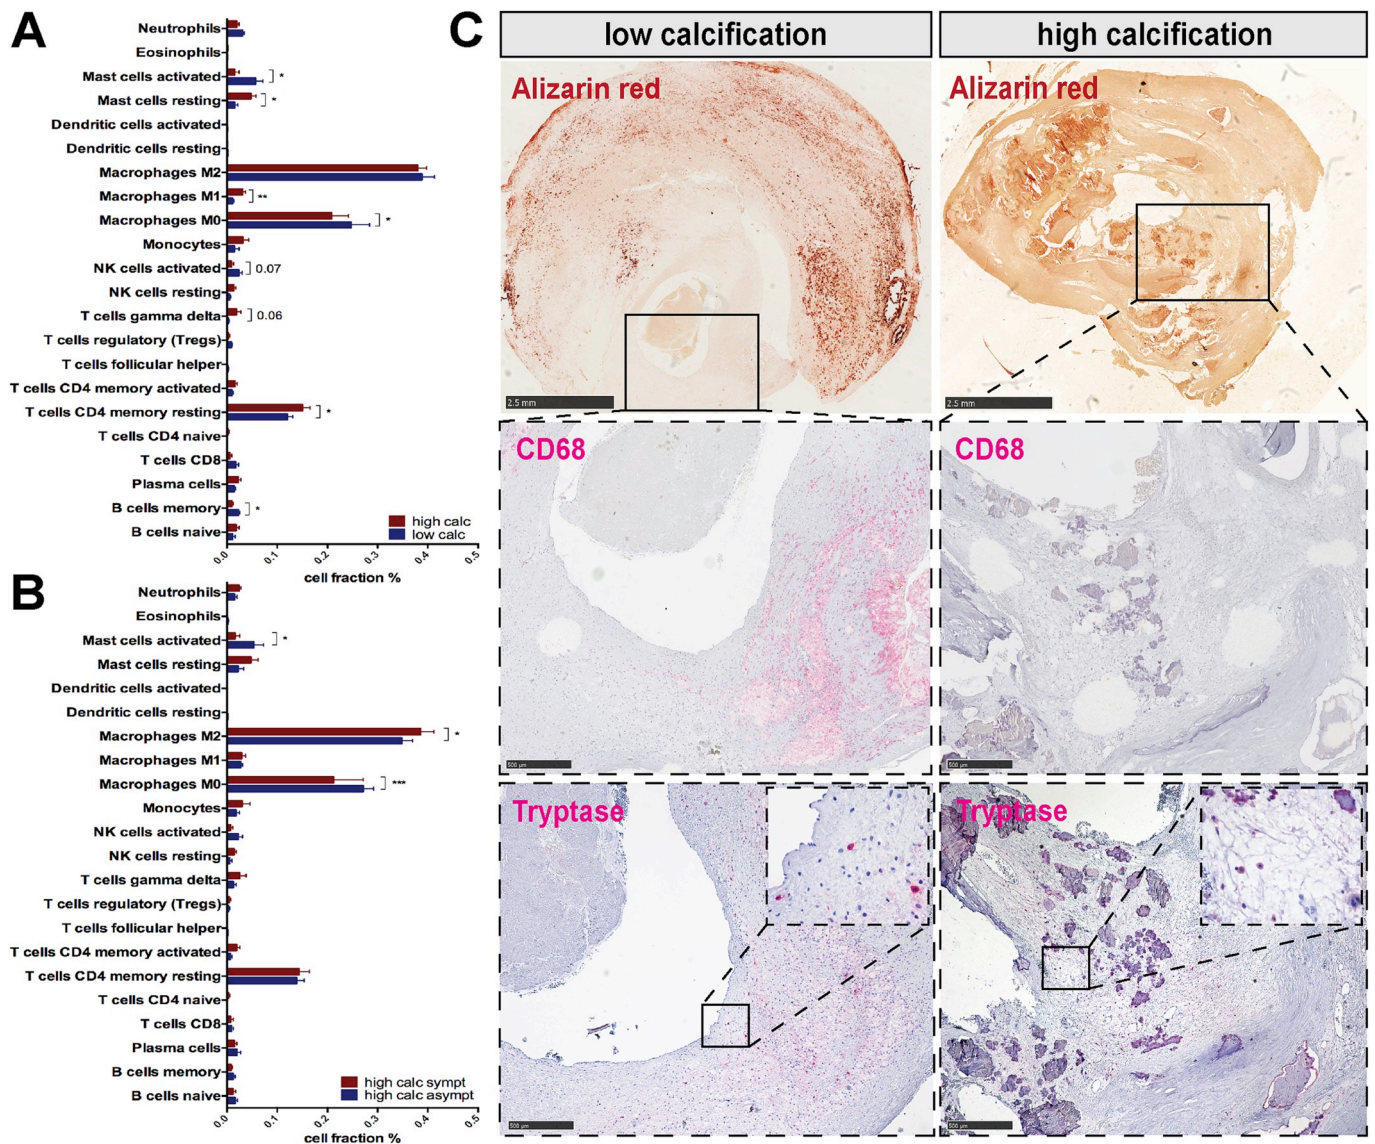 A
Neutrophils
Eosinophils
Mast cells activated
*
Mast cells resting
*
Dendritic cells activated
Dendritic cells resting
Macrophages M2
Macrophages M1
**
Macrophages M0
*
Monocytes
NK cells activated
0.07
NK cells resting
T cells gamma delta
0.06
T cells regulatory (Tregs)
T cells follicular helper
T cells CD4 memory activated
T cells CD4 memory resting
*
T cells CD4 naive
T cells CD8
Plasma cells
B cells memory
*
B cells naive
high calc
low calc
0.0 0.1 0.2 0.3 0.4 0.5
cell fraction %
B
Neutrophils
Eosinophils
Mast cells activated
*
Mast cells resting
Dendritic cells activated
Dendritic cells resting
Macrophages M2
*
Macrophages M1
Macrophages M0
***
Monocytes
NK cells activated
NK cells resting
T cells gamma delta
T cells regulatory (Tregs)
T cells follicular helper
T cells CD4 memory activated
T cells CD4 memory resting
T cells CD4 naive
T cells CD8
Plasma cells
B cells memory
B cells naive
high calc sympt
high calc asympt
0.0 0.1 0.2 0.3 0.4 0.5
cell fraction %
C
low calcification
high calcification
Alizarin red
Alizarin red
2.5 mm
2.5 mm
CD68
CD68
500 µm
500 µm
Tryptase
Tryptase
500 µm
500 µm